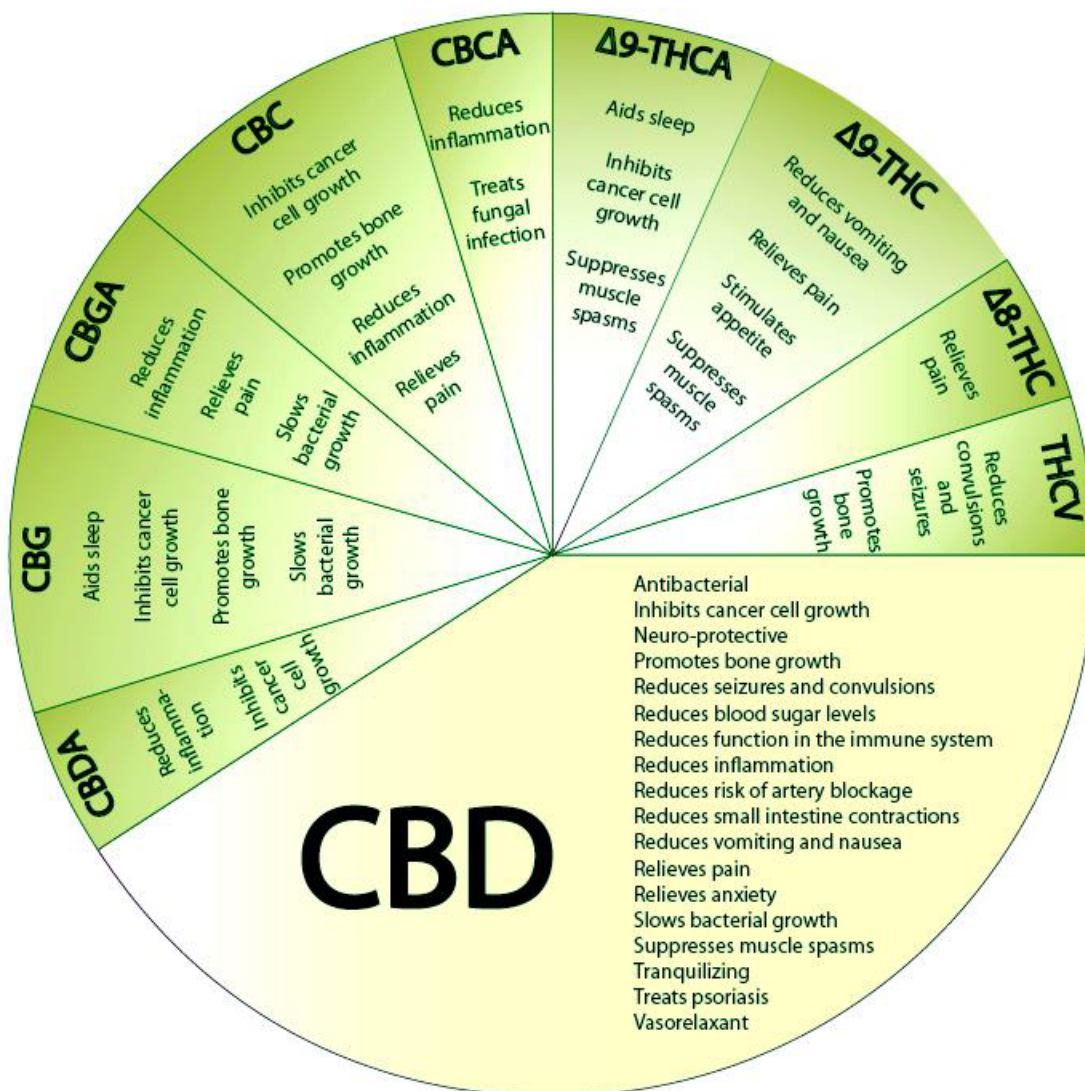 CBCA
Reduces
inflammation
Treats
fungal
infection
Δ9-THCA
Aids sleep
Inhibits
cancer cell
growth
Suppresses
muscle
spasms
Δ9-THC
Reduces vomiting
and nausea
Relieves pain
Stimulates
appetite
Suppresses
muscle
spasms
Δ8-THC
Relieves
pain
THCV
Reduces
convulsions
and
seizures
Promotes
bone
growth
CBD
Antibacterial
Inhibits cancer cell growth
Neuro-protective
Promotes bone growth
Reduces seizures and convulsions
Reduces blood sugar levels
Reduces function in the immune system
Reduces inflammation
Reduces risk of artery blockage
Reduces small intestine contractions
Reduces vomiting and nausea
Relieves pain
Relieves anxiety
Slows bacterial growth
Suppresses muscle spasms
Tranquilizing
Treats psoriasis
Vasorelaxant
CBDA
Reduces
inflamma-
tion
Inhibits
cancer
cell
growth
CBG
Aids sleep
Inhibits cancer
cell growth
Promotes bone
growth
Slows
bacterial
growth
CBGA
Reduces
inflammation
Relieves
pain
Slows
bacterial
growth
CBC
Inhibits cancer
cell growth
Promotes bone
growth
Reduces
inflammation
Relieves
pain